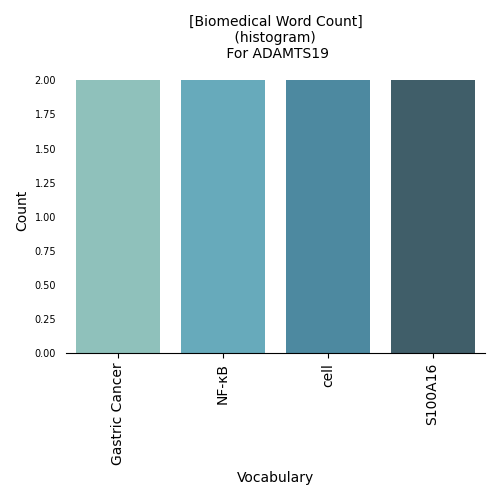 [Biomedical Word Count]
(histogram)
For ADAMTS19
2.00
1.75
1.50
1.25
1.00
0.75
0.50
0.25
0.00
Count
Gastric Cancer
NF-κB
cell
S100A16
Vocabulary